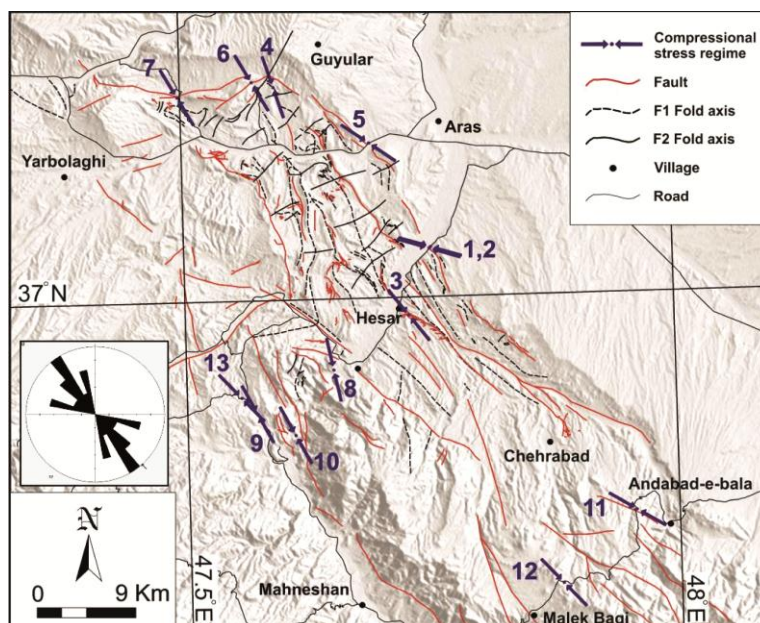 Compressional
stress regime
Fault
F1 Fold axis
F2 Fold axis
Village
Road
6
4
Guyular
7
5
Aras
Yarbolaghi
1,2
37°N
3
Hesar
13
8
9
10
Chehrabad
Andabad-e-bala
11
N
47.5°E
48°E
12
0 9 Km
Mahneshan
Malek Bagi